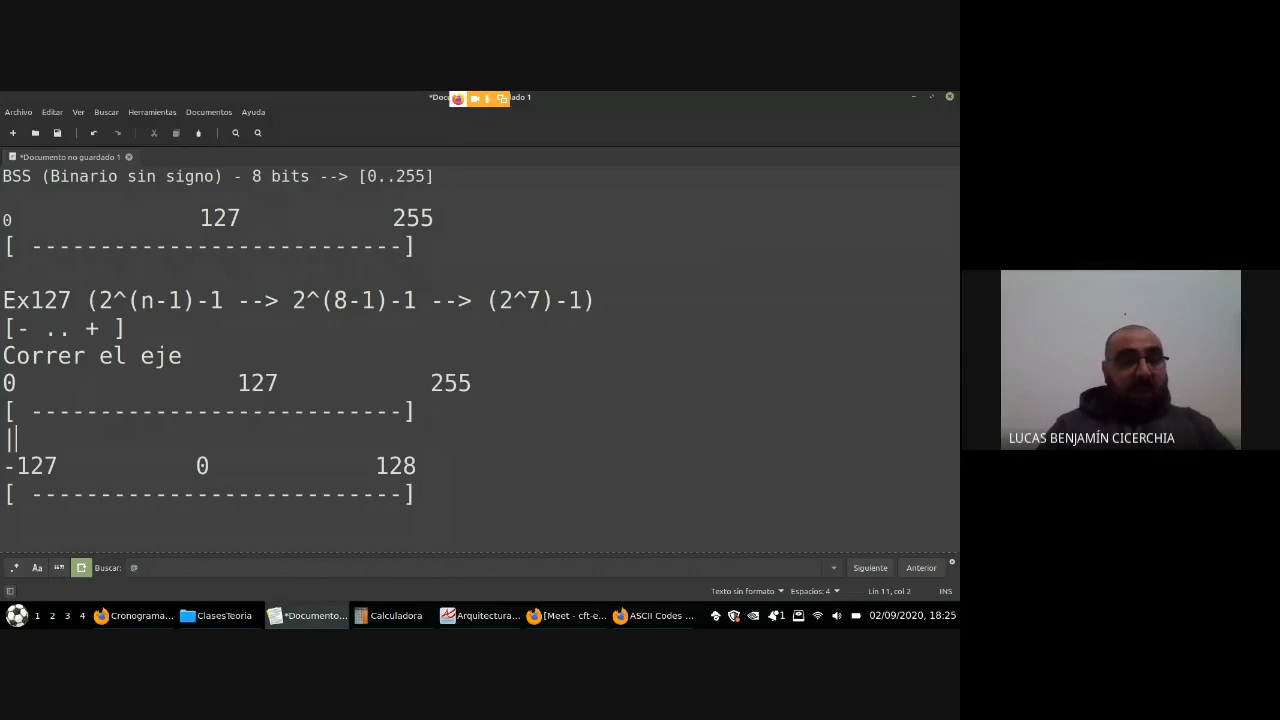 *Doc ado 1
Archivo Editar Ver Buscar Herramientas Documentos Ayuda
*Documento no guardado 1
BSS (Binario sin signo) - 8 bits --> [0..255]
0 127 255
[ ---------------------------]
Ex127 (2^(n-1)-1 --> 2^(8-1)-1 --> (2^7)-1)
[- .. + ]
Correr el eje
0 127 255
[ ---------------------------]
|
-127 0 128
[ ---------------------------]
.* Aa Buscar: @ Siguiente Anterior
Texto sin formato Espacios: 4 Lín 11, col 2 INS
1 2 3 4 Cronograma... ClasesTeoria *Documento... Calculadora Arquitectura... [Meet - cft-e... ASCII Codes ... 1 02/09/2020, 18:25
LUCAS BENJAMÍN CICERCHIA